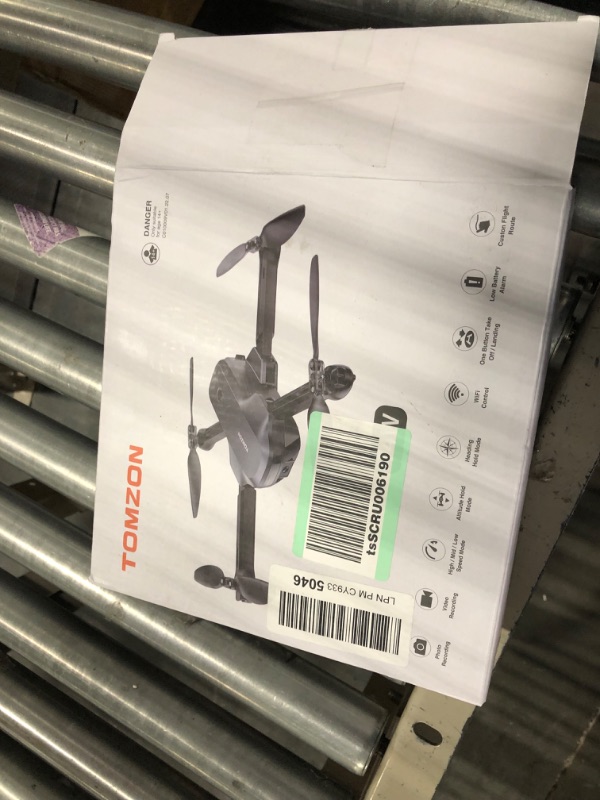 TOMZON
DANGER
tsSCRU006190
LPN PM CY933 5046
Photo
Recording
Video
Recording
High / Mid / Low
Speed Mode
Altitude Hold
Mode
Heading
Hold Mode
WiFi
Control
One Button Take
Off / Landing
Low Battery
Alarm
Custom Flight
Route